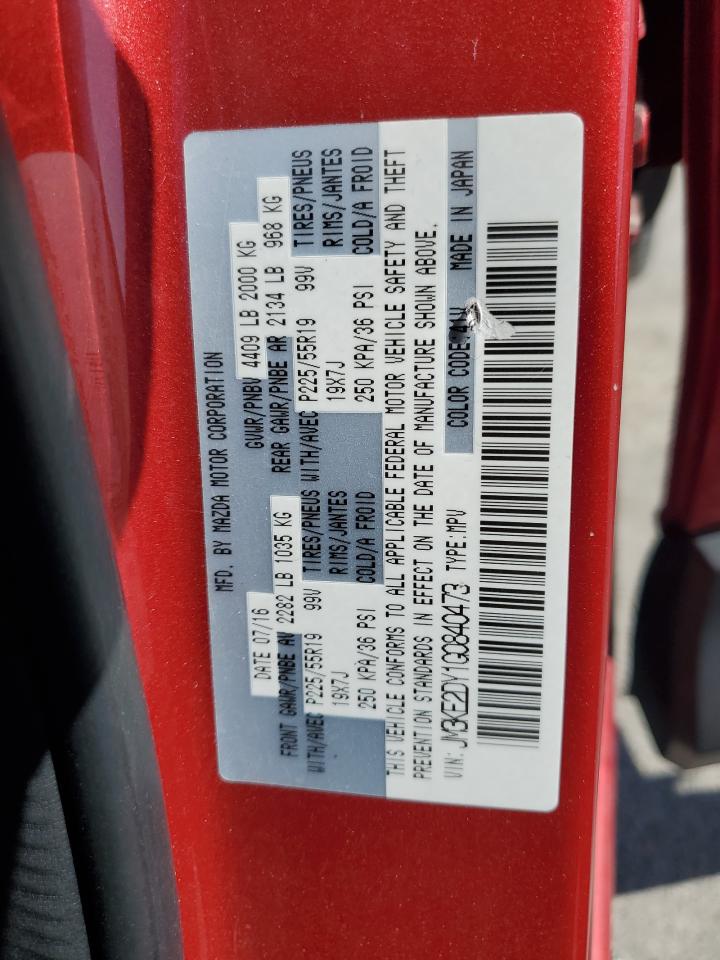 MFD. BY MAZDA MOTOR CORPORATION
DATE 07/16 GVWR/PNBV 4409 LB 2000 KG
FRONT GAWR/PNBE AV 2282 LB 1035 KG REAR GAWR/PNBE AR 2134 LB 968 KG
WITH/AVEC P225/55R19 99V TIRES/PNEUS WITH/AVEC P225/55R19 99V TIRES/PNEUS
19X7J RIMS/JANTES 19X7J RIMS/JANTES
250 KPA/36 PSI COLD/A FROID 250 KPA/36 PSI COLD/A FROID
THIS VEHICLE CONFORMS TO ALL APPLICABLE FEDERAL MOTOR VEHICLE SAFETY AND THEFT
PREVENTION STANDARDS IN EFFECT ON THE DATE OF MANUFACTURE SHOWN ABOVE.
VIN: JM3KE2DY1G0840473 TYPE:MPV COLOR CODE: MADE IN JAPAN